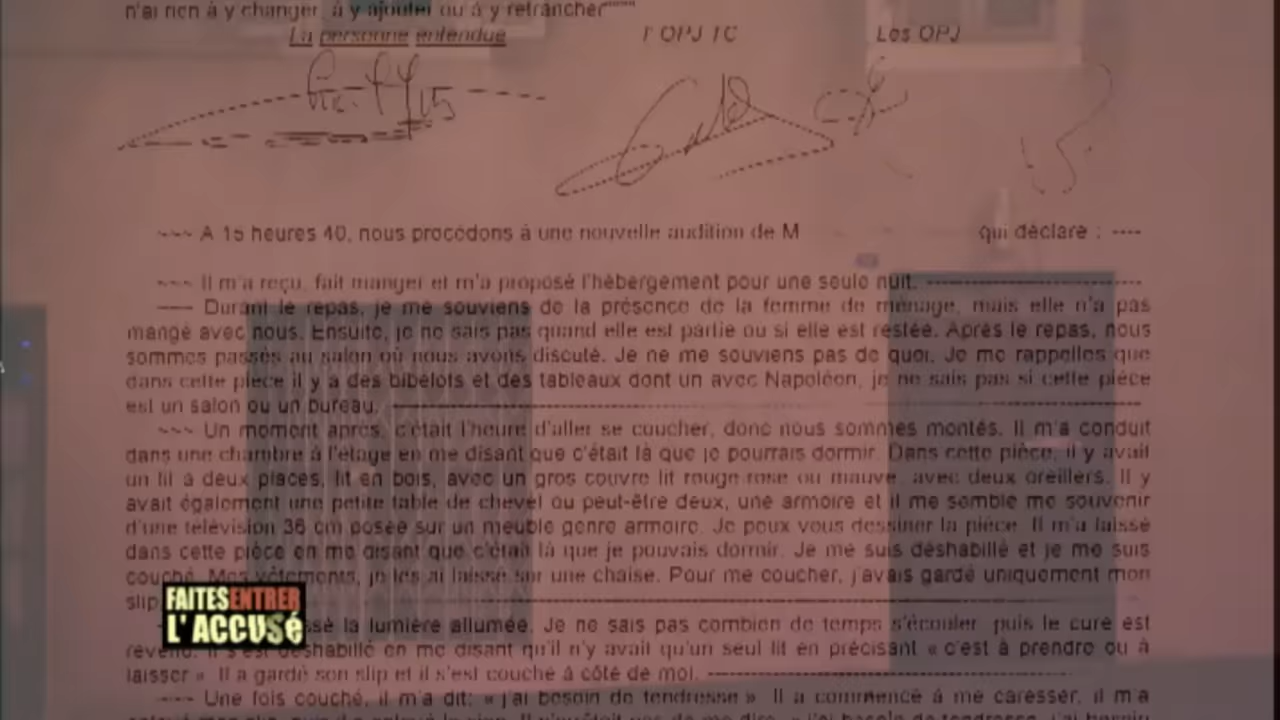 n'ai rien à y changer, à y ajouter ou à y retrancher""""
La personne entendue l'OPJ TC Les OPJ
~~~ A 15 heures 40, nous procédons à une nouvelle audition de M qui déclare : ----
~~~ Il m'a reçu, fait manger et m'a proposé l'hébergement pour une seule nuit.
---- Durant le repas, je me souviens de la présence de la femme de ménage, mais elle n'a pas
mangé avec nous. Ensuite, je ne sais pas quand elle est partie ou si elle est restée. Après le repas, nous
sommes passés au salon où nous avons discuté. Je ne me souviens pas de quoi. Je me rappelles que
dans cette pièce il y a des bibelots et des tableaux dont un avec Napoléon, je ne sais pas si cette pièce
est un salon ou un bureau.
~~~ Un moment après, c'était l'heure d'aller se coucher, donc nous sommes montés. Il m'a conduit
dans une chambre à l'étage en me disant que c'était là que je pourrais dormir. Dans cette pièce, il y avait
un lit à deux places, lit en bois, avec un gros couvre lit rouge rose ou mauve, avec deux oreillers. Il y
avait également une petite table de chevet ou peut-être deux, une armoire et il me semble me souvenir
d'une télévision 36 cm posée sur un meuble genre armoire. Je peux vous dessiner la pièce. Il m'a laissé
dans cette pièce en me disant que c'était là que je pouvais dormir. Je me suis déshabillé et je me suis
couché. Mes vêtements, je les ai laissé sur une chaise. Pour me coucher, j'avais gardé uniquement mon
slip
FAITES ENTRER
L'ACCUSé
la lumière allumée. Je ne sais pas combien de temps s'écouler, puis le curé est
revenu. Il s'est déshabillé en me disant qu'il n'y avait qu'un seul lit en précisant « c'est à prendre ou à
laisser ». Il a gardé son slip et il s'est couché à côté de moi.
~~~ Une fois couché, il m'a dit: « j'ai besoin de tendresse ». Il a commencé à me caresser, il m'a